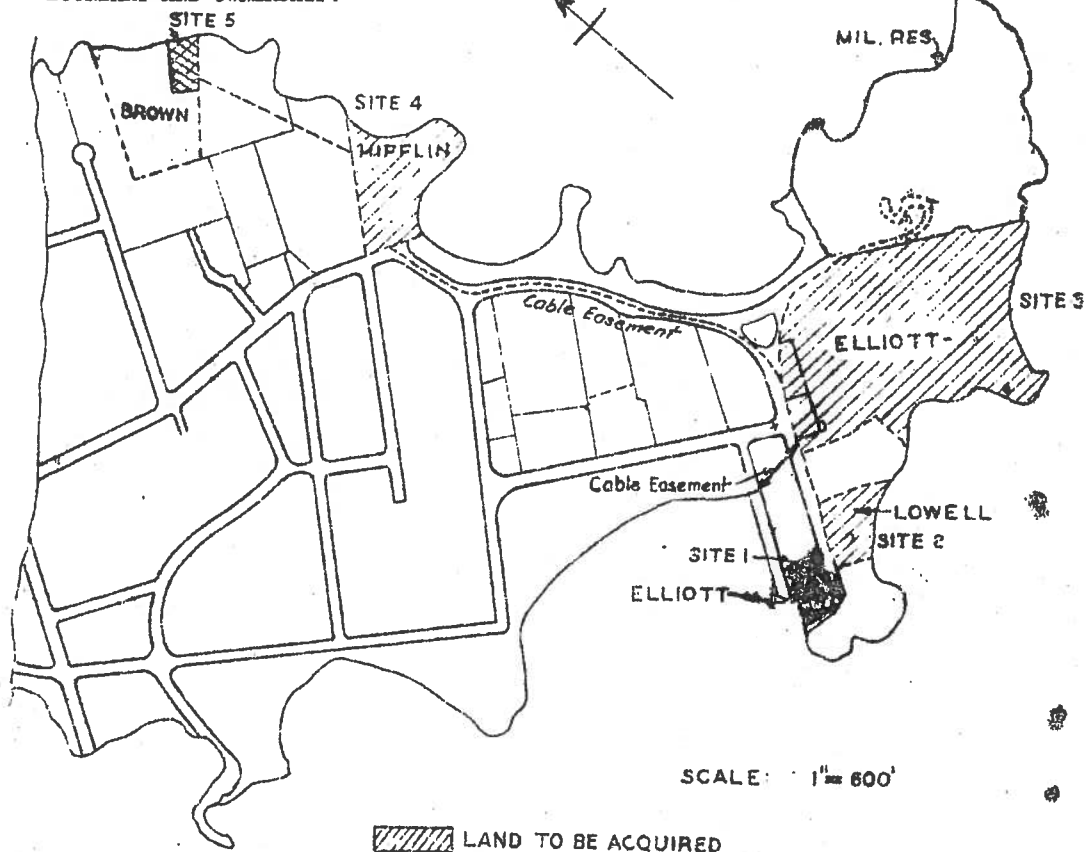 SITE 5
MIL. RES.
BROWN
SITE 4
MIFFLIN
SITE 3
Cable Easement
ELLIOTT
Cable Easement
LOWELL
SITE 2
SITE 1
ELLIOTT
SCALE: 1" = 600'
LAND TO BE ACQUIRED